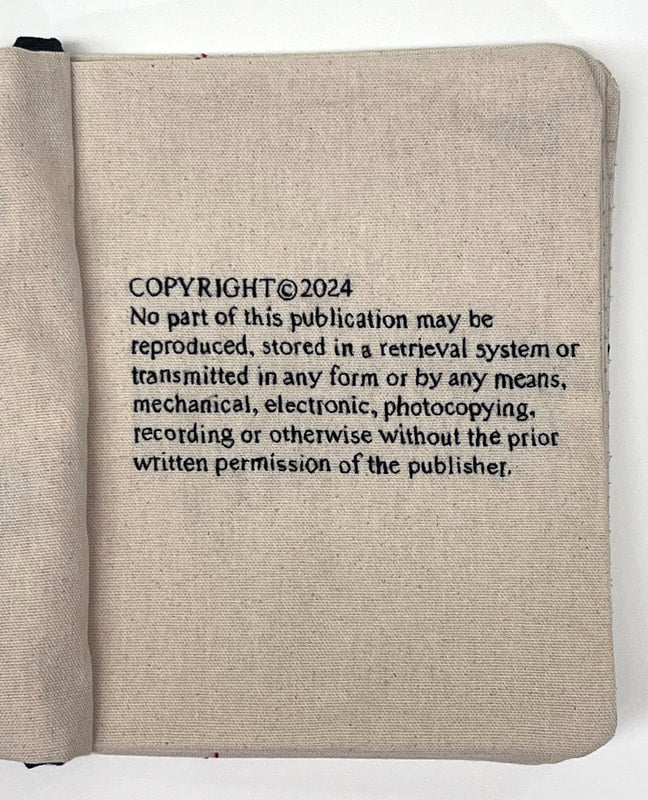 COPYRIGHT©2024
No part of this publication may be
reproduced, stored in a retrieval system or
transmitted in any form or by any means,
mechanical, electronic, photocopying,
recording or otherwise without the prior
written permission of the publisher.